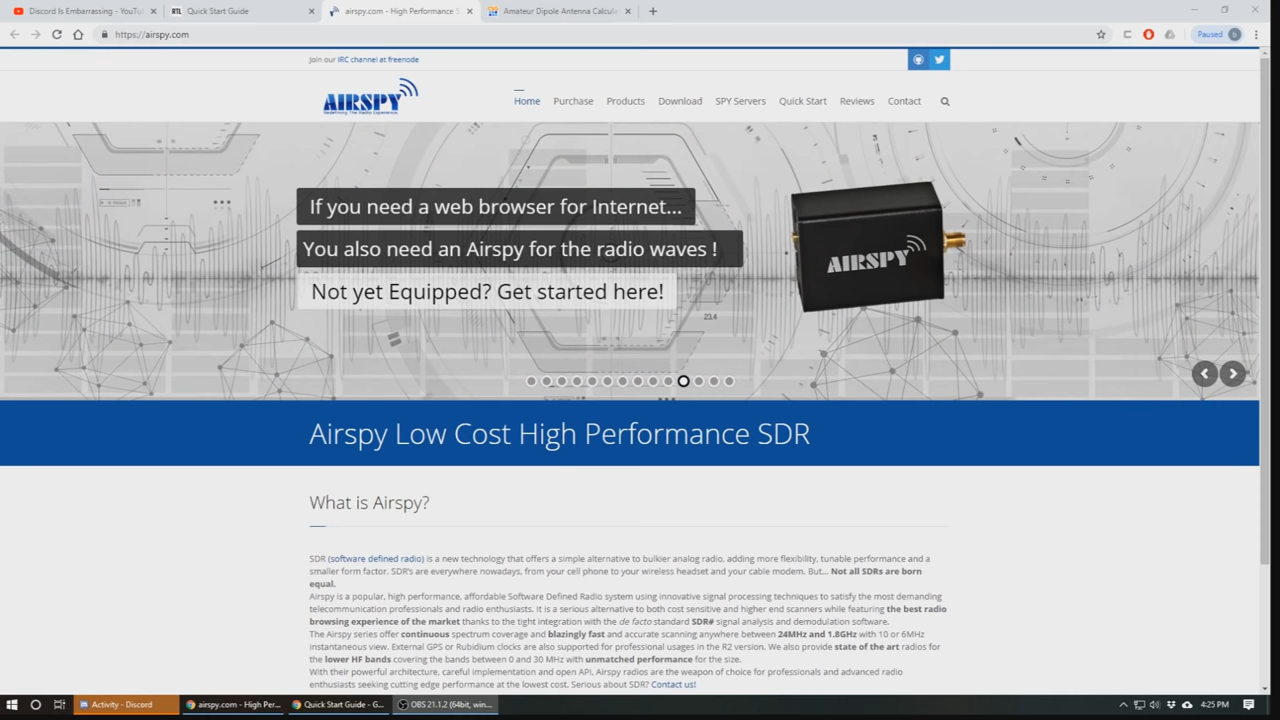 Discord Is Embarrassing - YouTu
RTL Quick Start Guide
airspy.com - High Performance S
Amateur Dipole Antenna Calcula
https://airspy.com
Paused
b
Join our IRC channel at freenode
AIRSPY
Redefining The Radio Experience.
Home Purchase Products Download SPY Servers Quick Start Reviews Contact
If you need a web browser for Internet...
You also need an Airspy for the radio waves !
Not yet Equipped? Get started here!
AIRSPY
Airspy Low Cost High Performance SDR
What is Airspy?
SDR (software defined radio) is a new technology that offers a simple alternative to bulkier analog radio, adding more flexibility, tunable performance and a
smaller form factor. SDR's are everywhere nowadays, from your cell phone to your wireless headset and your cable modem. But... Not all SDRs are born
equal.
Airspy is a popular, high performance, affordable Software Defined Radio system using innovative signal processing techniques to satisfy the most demanding
telecommunication professionals and radio enthusiasts. It is a serious alternative to both cost sensitive and higher end scanners while featuring the best radio
browsing experience of the market thanks to the tight integration with the de facto standard SDR# signal analysis and demodulation software.
The Airspy series offer continuous spectrum coverage and blazingly fast and accurate scanning anywhere between 24MHz and 1.8GHz with 10 or 6MHz
instantaneous view. External GPS or Rubidium clocks are also supported for professional usages in the R2 version. We also provide state of the art radios for
the lower HF bands covering the bands between 0 and 30 MHz with unmatched performance for the size.
With their powerful architecture, careful implementation and open API, Airspy radios are the weapon of choice for professionals and advanced radio
enthusiasts seeking cutting edge performance at the lowest cost. Serious about SDR? Contact us!
Activity - Discord
airspy.com - High Per...
Quick Start Guide - G...
OBS 21.1.2 (64bit, win...
4:25 PM